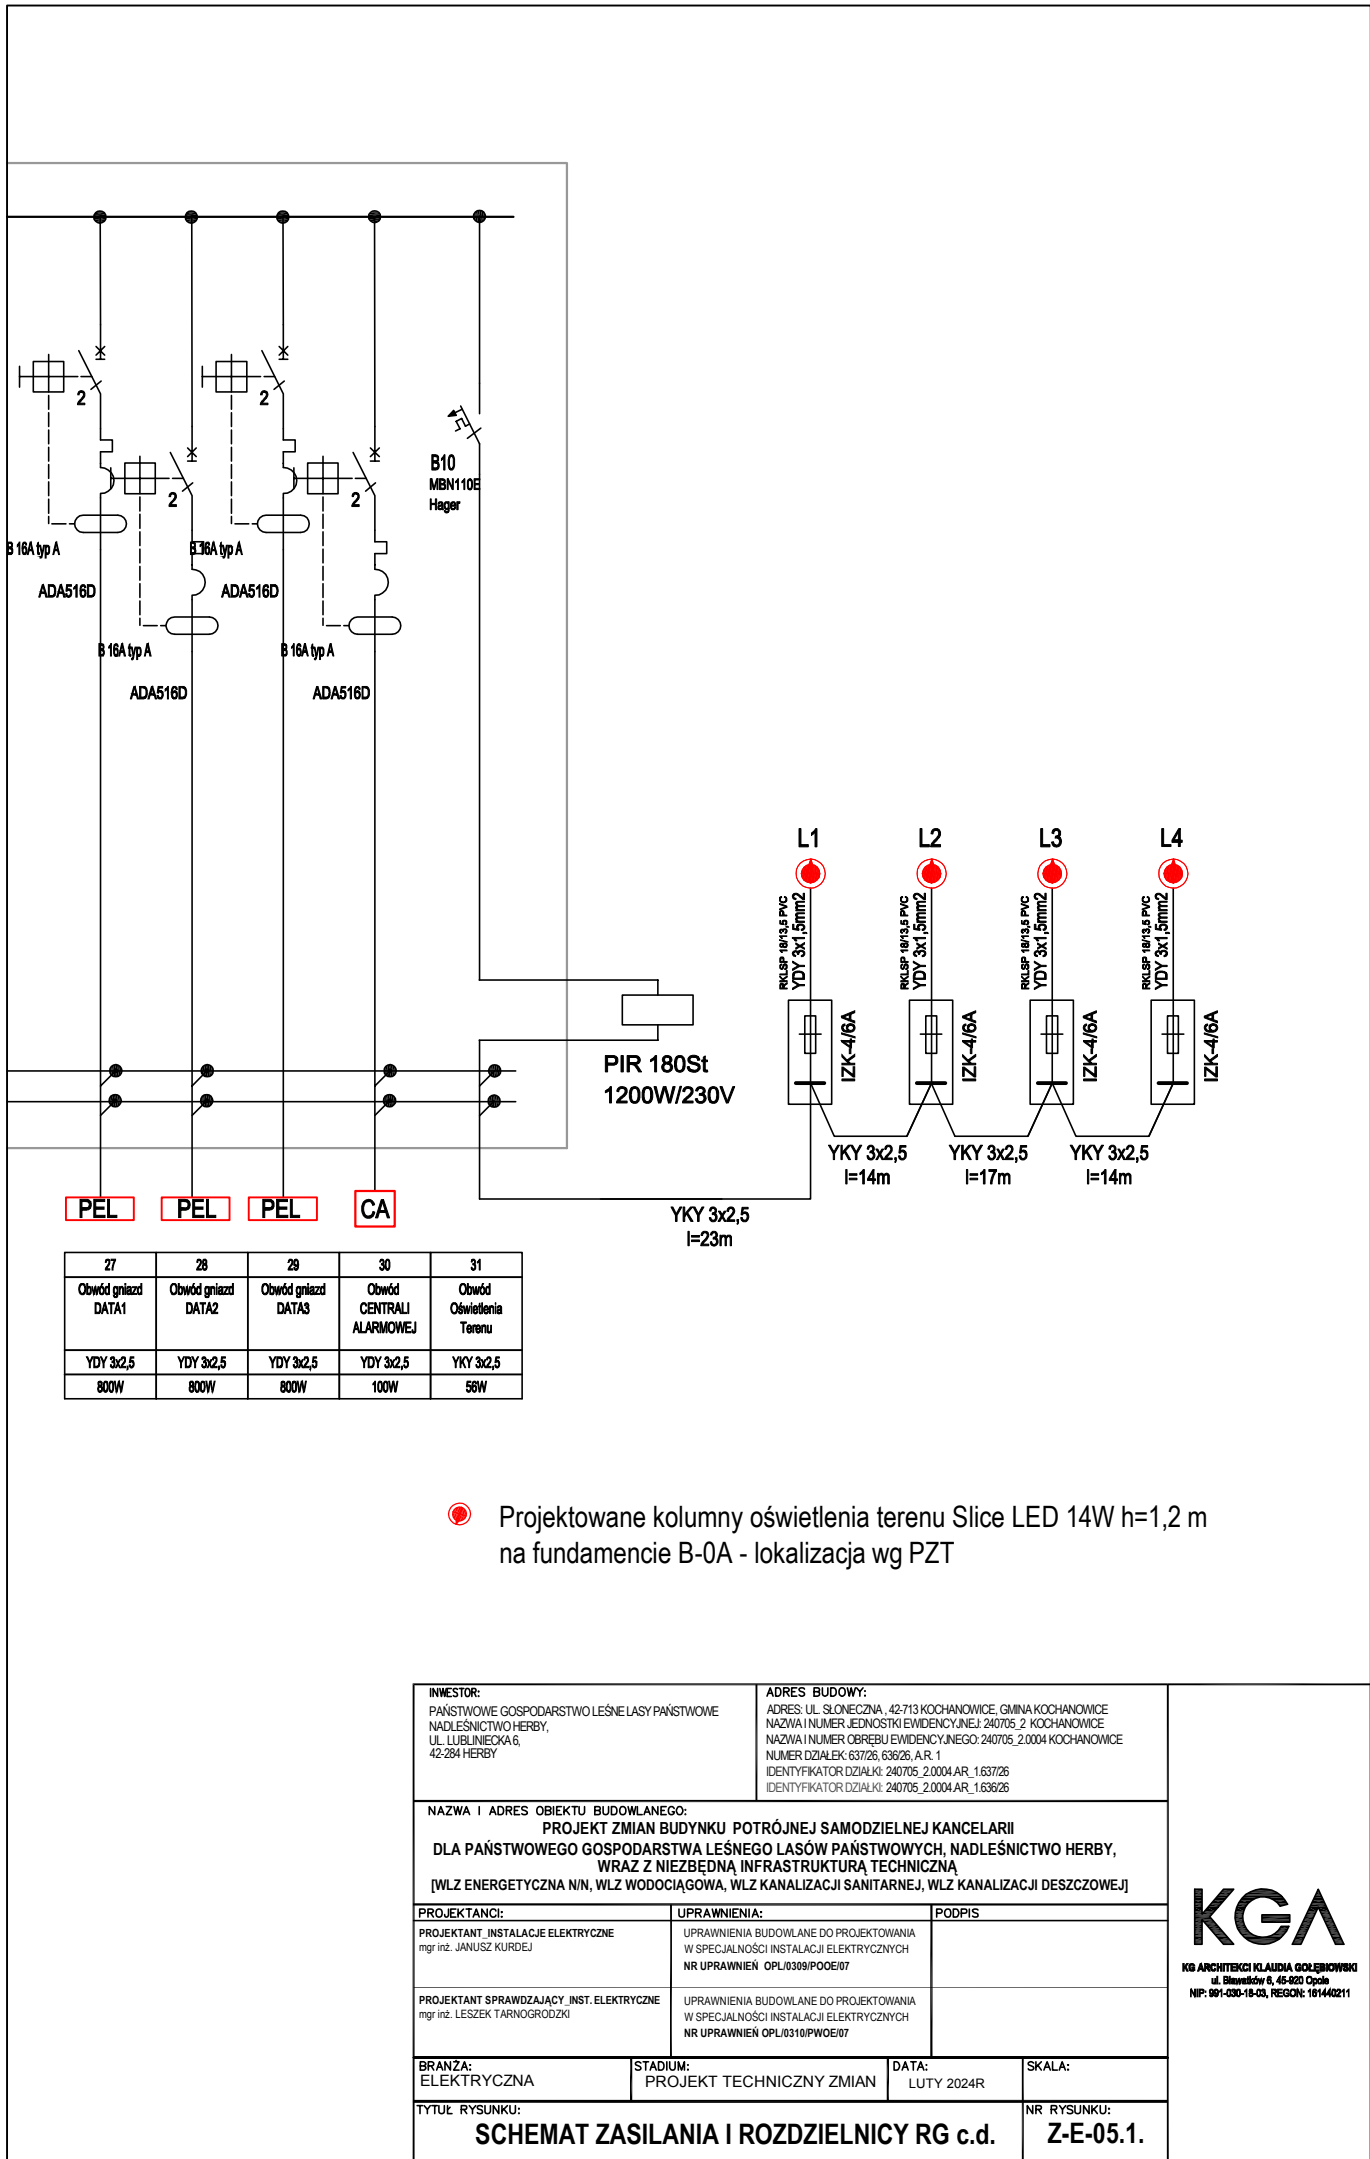 2
2
2
2
B10
MBN110E
Hager
B 16A typ A
B 16A typ A
ADA516D
ADA516D
B 16A typ A
B 16A typ A
ADA516D
ADA516D
L1
L2
L3
L4
RKLSP 18/13,5 PVC
YDY 3x1,5mm2
RKLSP 18/13,5 PVC
YDY 3x1,5mm2
RKLSP 18/13,5 PVC
YDY 3x1,5mm2
RKLSP 18/13,5 PVC
YDY 3x1,5mm2
IZK-4/6A
IZK-4/6A
IZK-4/6A
IZK-4/6A
PIR 180St
1200W/230V
YKY 3x2,5
l=14m
YKY 3x2,5
l=17m
YKY 3x2,5
l=14m
YKY 3x2,5
l=23m
PEL
PEL
PEL
CA
27
28
29
30
31
Obwód gniazd
DATA1
Obwód gniazd
DATA2
Obwód gniazd
DATA3
Obwód
CENTRALI
ALARMOWEJ
Obwód
Oświetlenia
Terenu
YDY 3x2,5
YDY 3x2,5
YDY 3x2,5
YDY 3x2,5
YKY 3x2,5
800W
800W
800W
100W
56W
Projektowane kolumny oświetlenia terenu Slice LED 14W h=1,2 m
na fundamencie B-0A - lokalizacja wg PZT
INWESTOR:
PAŃSTWOWE GOSPODARSTWO LEŚNE LASY PAŃSTWOWE
NADLEŚNICTWO HERBY,
UL. LUBLINIECKA 6,
42-284 HERBY
ADRES BUDOWY:
ADRES: UL. SŁONECZNA , 42-713 KOCHANOWICE, GMINA KOCHANOWICE
NAZWA I NUMER JEDNOSTKI EWIDENCYJNEJ: 240705_2 KOCHANOWICE
NAZWA I NUMER OBRĘBU EWIDENCYJNEGO: 240705_2.0004 KOCHANOWICE
NUMER DZIAŁEK: 637/26, 636/26, A.R. 1
IDENTYFIKATOR DZIAŁKI: 240705_2.0004.AR_1.637/26
IDENTYFIKATOR DZIAŁKI: 240705_2.0004.AR_1.636/26
NAZWA I ADRES OBIEKTU BUDOWLANEGO:
PROJEKT ZMIAN BUDYNKU POTRÓJNEJ SAMODZIELNEJ KANCELARII
DLA PAŃSTWOWEGO GOSPODARSTWA LEŚNEGO LASÓW PAŃSTWOWYCH, NADLEŚNICTWO HERBY,
WRAZ Z NIEZBĘDNĄ INFRASTRUKTURĄ TECHNICZNĄ
[WLZ ENERGETYCZNA N/N, WLZ WODOCIĄGOWA, WLZ KANALIZACJI SANITARNEJ, WLZ KANALIZACJI DESZCZOWEJ]
PROJEKTANCI:
UPRAWNIENIA:
PODPIS
PROJEKTANT_INSTALACJE ELEKTRYCZNE
mgr inż. JANUSZ KURDEJ
UPRAWNIENIA BUDOWLANE DO PROJEKTOWANIA
W SPECJALNOŚCI INSTALACJI ELEKTRYCZNYCH
NR UPRAWNIEŃ OPL/0309/POOE/07
PROJEKTANT SPRAWDZAJĄCY_INST. ELEKTRYCZNE
mgr inż. LESZEK TARNOGRODZKI
UPRAWNIENIA BUDOWLANE DO PROJEKTOWANIA
W SPECJALNOŚCI INSTALACJI ELEKTRYCZNYCH
NR UPRAWNIEŃ OPL/0310/PWOE/07
BRANŻA:
ELEKTRYCZNA
STADIUM:
PROJEKT TECHNICZNY ZMIAN
DATA:
LUTY 2024R
SKALA:
TYTUŁ RYSUNKU:
SCHEMAT ZASILANIA I ROZDZIELNICY RG c.d.
NR RYSUNKU:
Z-E-05.1.
KGA
KG ARCHITEKCI KLAUDIA GOŁĘBIOWSKI
ul. Bławatków 6, 45-920 Opole
NIP: 991-030-18-03, REGON: 161440211